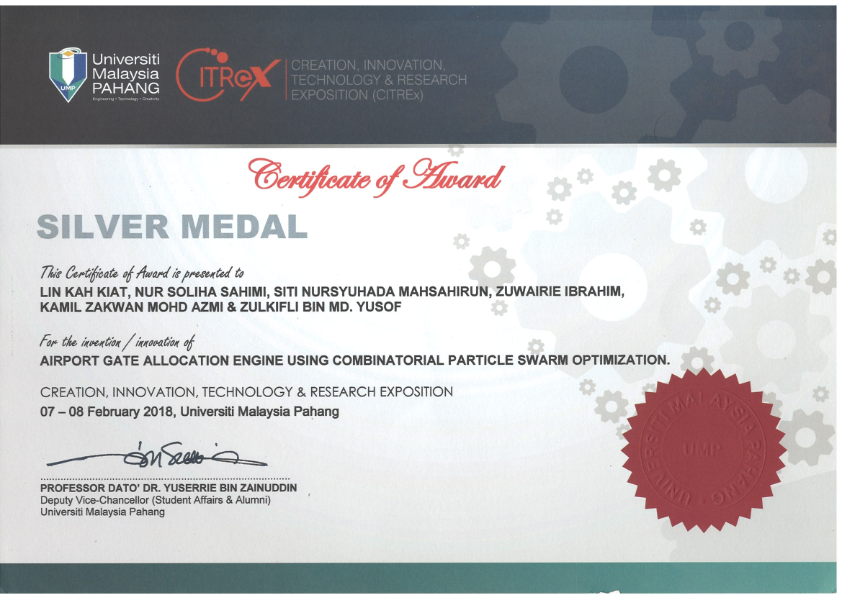 Universiti
Malaysia
PAHANG
Engineering • Technology • Creativity
UMP
CITReX
CREATION, INNOVATION,
TECHNOLOGY & RESEARCH
EXPOSITION (CITREx)
Certificate of Award
SILVER MEDAL
This Certificate of Award is presented to
LIN KAH KIAT, NUR SOLIHA SAHIMI, SITI NURSYUHADA MAHSAHIRUN, ZUWAIRIE IBRAHIM,
KAMIL ZAKWAN MOHD AZMI & ZULKIFLI BIN MD. YUSOF
For the invention / innovation of
AIRPORT GATE ALLOCATION ENGINE USING COMBINATORIAL PARTICLE SWARM OPTIMIZATION.
CREATION, INNOVATION, TECHNOLOGY & RESEARCH EXPOSITION
07 – 08 February 2018, Universiti Malaysia Pahang
PROFESSOR DATO' DR. YUSERRIE BIN ZAINUDDIN
Deputy Vice-Chancellor (Student Affairs & Alumni)
Universiti Malaysia Pahang
UNIVERSITI MALAYSIA PAHANG
UMP